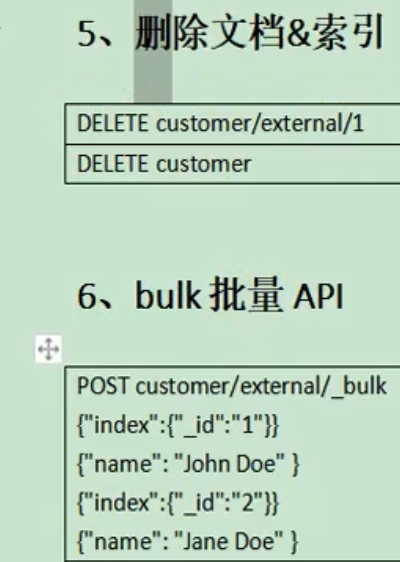 5、删除文档&索引
DELETE customer/external/1
DELETE customer
6、bulk 批量 API
POST customer/external/_bulk
{"index":{"_id":"1"}}
{"name": "John Doe" }
{"index":{"_id":"2"}}
{"name": "Jane Doe" }